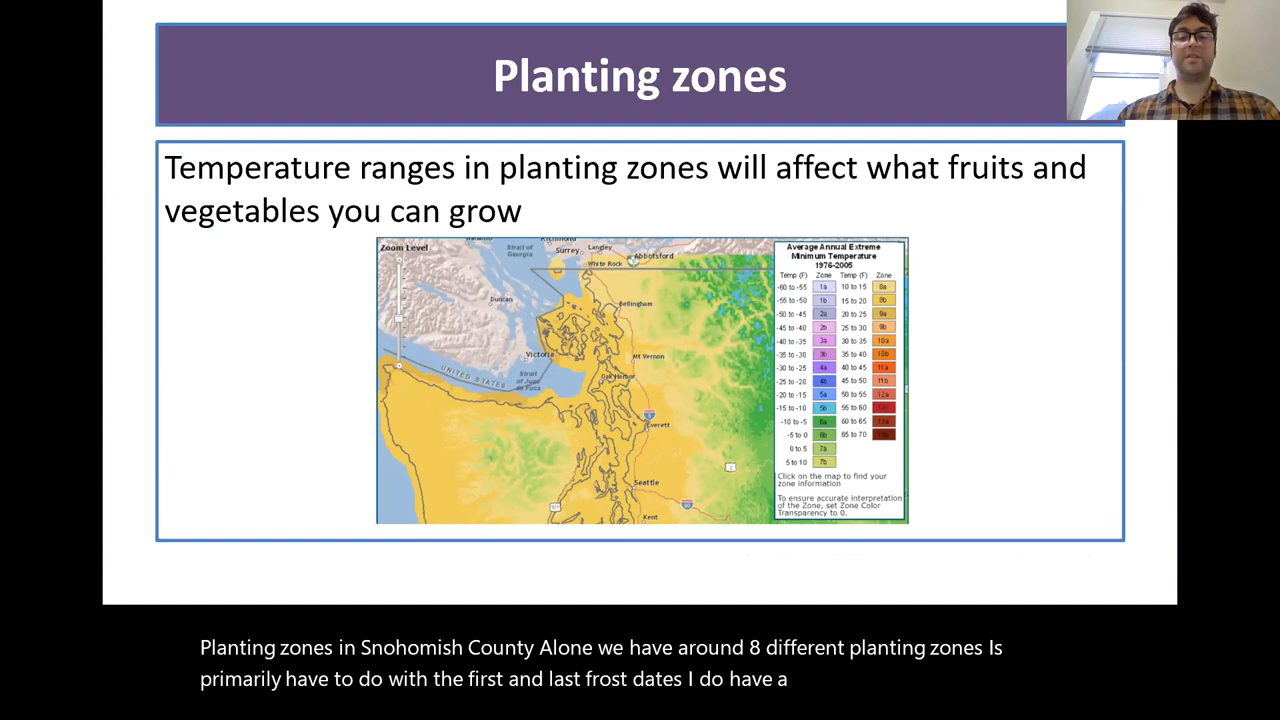 Planting zones
Temperature ranges in planting zones will affect what fruits and
vegetables you can grow
Zoom Level
Strait of
Georgia
Richmond
Surrey
Langley
Abbotsford
White Rock
Duncan
Bellingham
Victoria
Mt Vernon
UNITED STATES
Strait
of Juan
de Fuca
Oak Harbor
5
Everett
2
Seattle
101
90
Kent
Average Annual Extreme
Minimum Temperature
1976-2005
Temp (F) Zone Temp (F) Zone
-60 to -55 1a 10 to 15 8a
-55 to -50 1b 15 to 20 8b
-50 to -45 2a 20 to 25 9a
-45 to -40 2b 25 to 30 9b
-40 to -35 3a 30 to 35 10a
-35 to -30 3b 35 to 40 10b
-30 to -25 4a 40 to 45 11a
-25 to -20 4b 45 to 50 11b
-20 to -15 5a 50 to 55 12a
-15 to -10 5b 55 to 60
-10 to -5 6a 60 to 65 13a
-5 to 0 6b 65 to 70
0 to 5 7a
5 to 10 7b
Click on the map to find your
zone information
To ensure accurate interpretation
of the Zone, set Zone Color
Transparency to 0.
Planting zones in Snohomish County Alone we have around 8 different planting zones Is
primarily have to do with the first and last frost dates I do have a